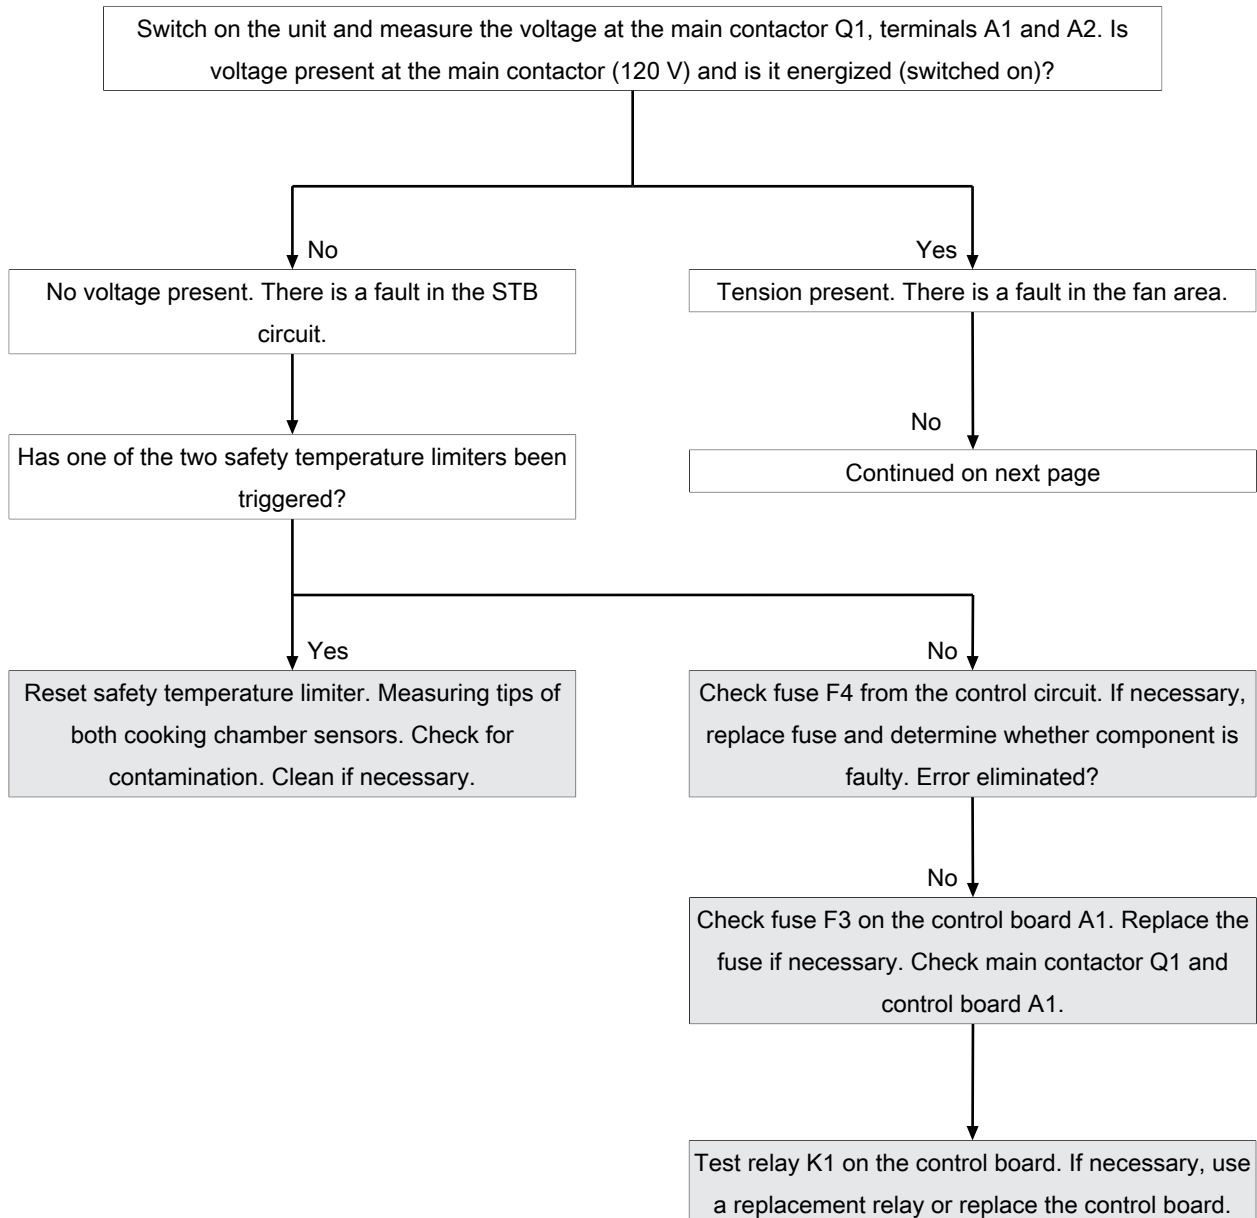 Switch on the unit and measure the voltage at the main contactor Q1, terminals A1 and A2. Is
voltage present at the main contactor (120 V) and is it energized (switched on)?
No
Yes
No voltage present. There is a fault in the STB
circuit.
Tension present. There is a fault in the fan area.
No
Has one of the two safety temperature limiters been
triggered?
Continued on next page
Yes
No
Reset safety temperature limiter. Measuring tips of
both cooking chamber sensors. Check for
contamination. Clean if necessary.
Check fuse F4 from the control circuit. If necessary,
replace fuse and determine whether component is
faulty. Error eliminated?
No
Check fuse F3 on the control board A1. Replace the
fuse if necessary. Check main contactor Q1 and
control board A1.
Test relay K1 on the control board. If necessary, use
a replacement relay or replace the control board.